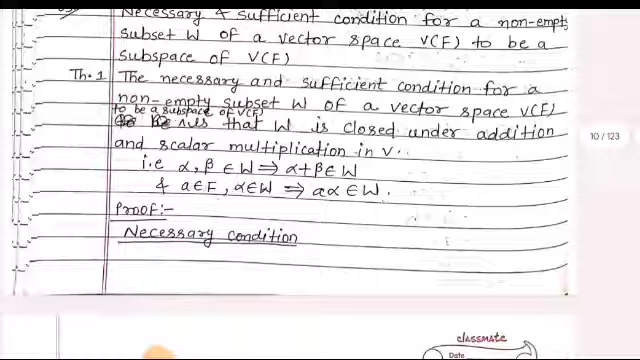 Necessary & sufficient condition for a non-empty
subset W of a vector space V(F) to be a
subspace of V(F)
Th. 1 The necessary and sufficient condition for a
non-empty subset W of a vector space V(F)
to be a subspace of V(F)
is that W is closed under addition
and scalar multiplication in V..
i.e α, β ∈ W ⟹ α+β ∈ W
& a ∈ F, α ∈ W ⟹ aα ∈ W.
Proof:-
Necessary condition
10 / 123
classmate
Date